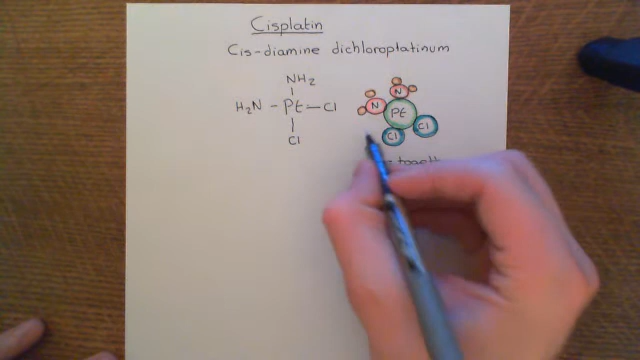 Cisplatin
Cis-diamine dichloroplatinum
NH2
H2N - Pt - Cl
Cl
N
N
Pt
Cl
Cl